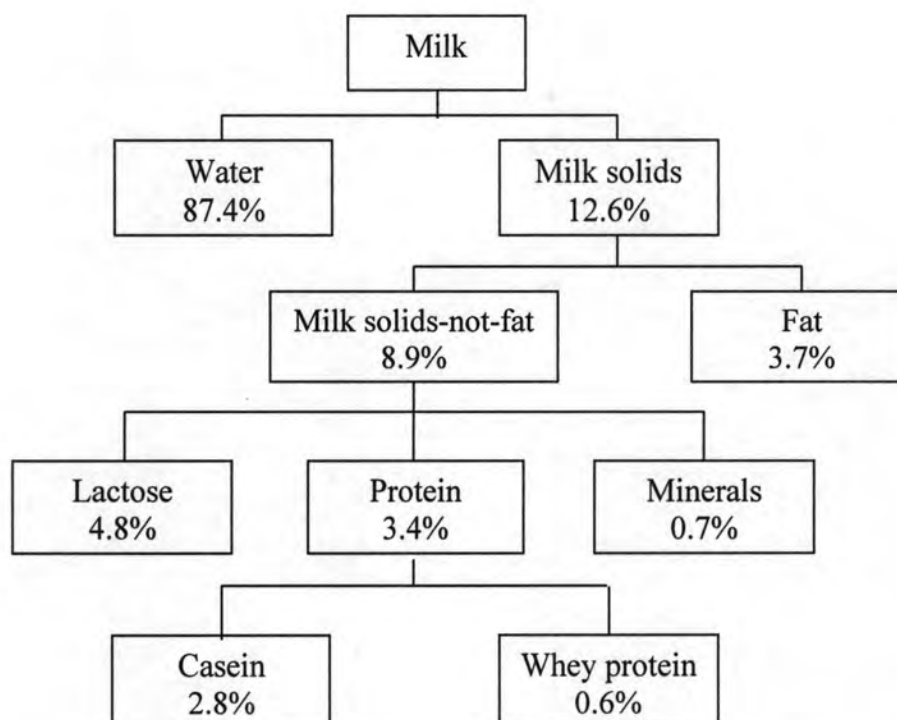 Milk
Water
87.4%
Milk solids
12.6%
Milk solids-not-fat
8.9%
Fat
3.7%
Lactose
4.8%
Protein
3.4%
Minerals
0.7%
Casein
2.8%
Whey protein
0.6%